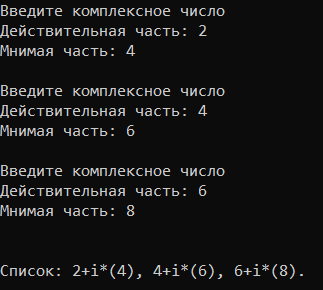 Введите комплексное число
Действительная часть: 2
Мнимая часть: 4
Введите комплексное число
Действительная часть: 4
Мнимая часть: 6
Введите комплексное число
Действительная часть: 6
Мнимая часть: 8
Список: 2+i*(4), 4+i*(6), 6+i*(8).